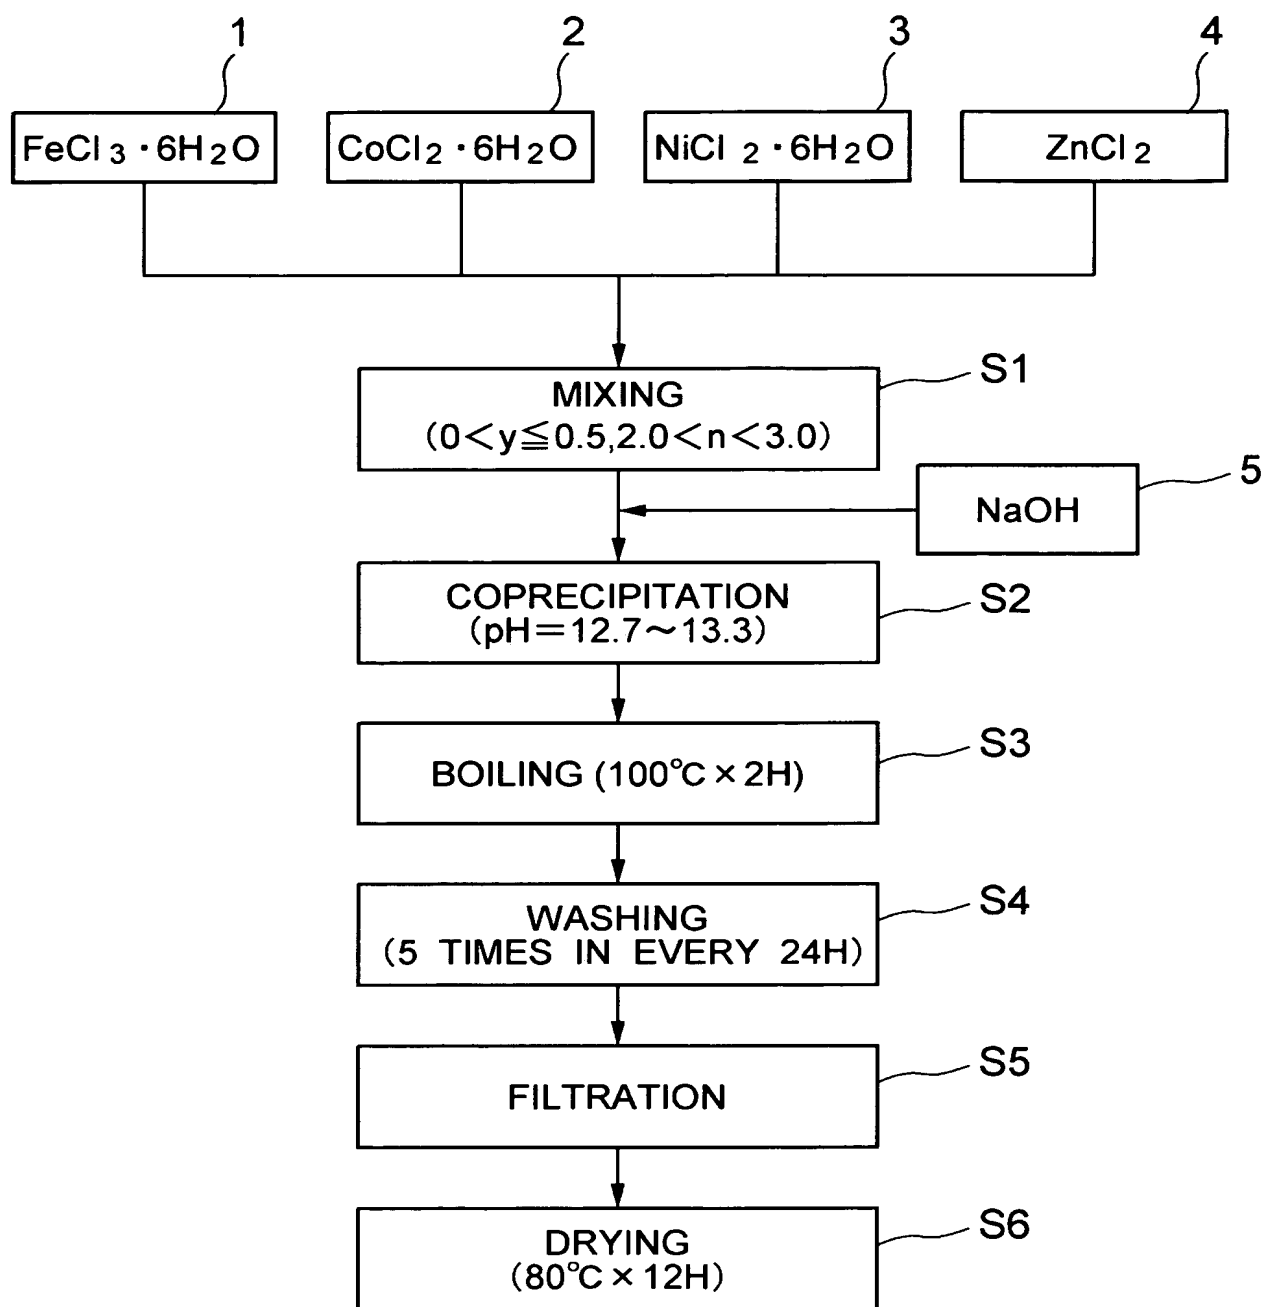 1 2 3 4
FeCl₃・6H₂O CoCl₂・6H₂O NiCl₂・6H₂O ZnCl₂
S1
MIXING
(0<y≦0.5,2.0<n<3.0)
5
NaOH
S2
COPRECIPITATION
(pH=12.7～13.3)
S3
BOILING (100℃×2H)
S4
WASHING
(5 TIMES IN EVERY 24H)
S5
FILTRATION
S6
DRYING
(80℃×12H)